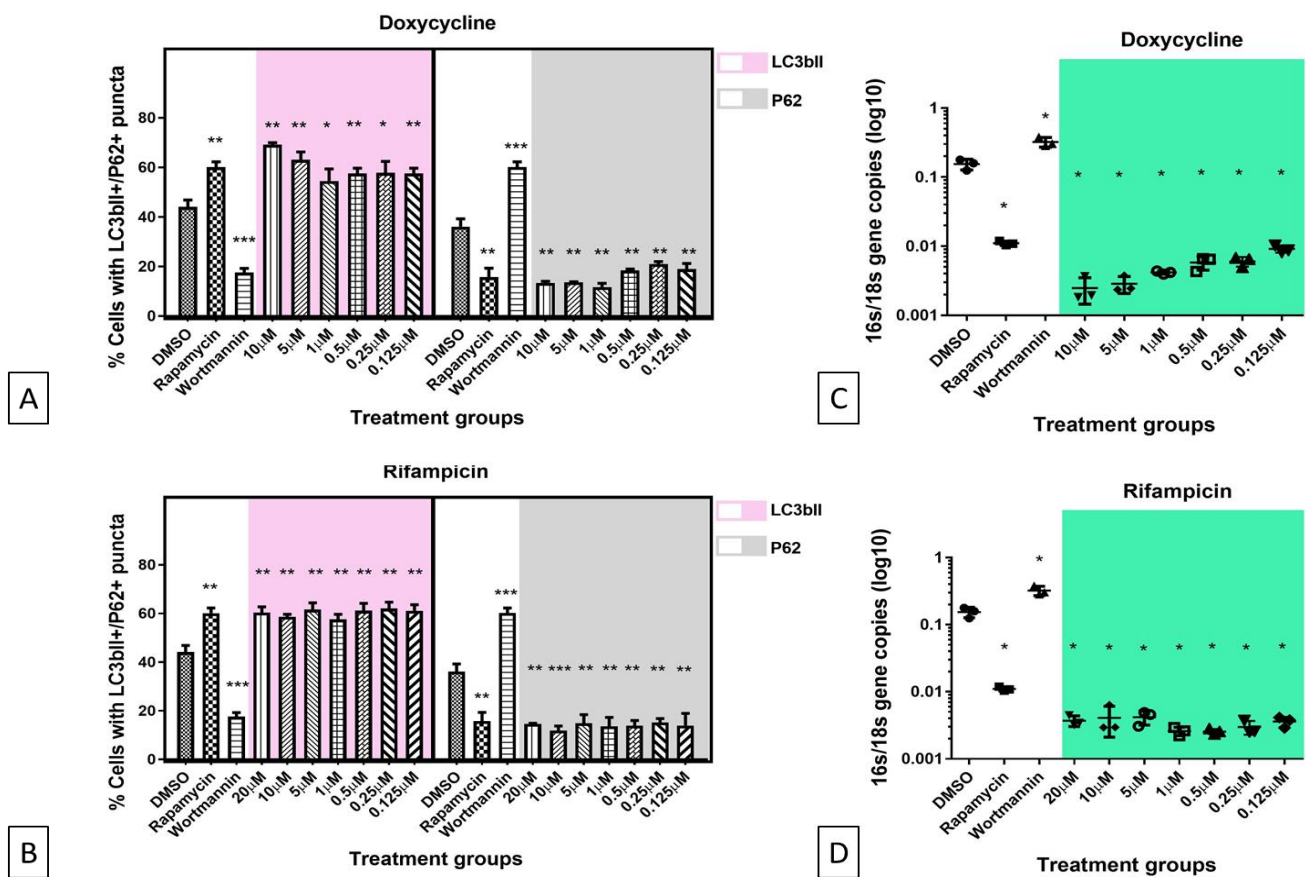 Doxycycline
% Cells with LC3bII+/P62+ puncta
80
60
40
20
0
** *** ** ** * ** * **
** *** ** ** ** ** ** **
DMSO
Rapamycin
Wortmannin
10µM
5µM
1µM
0.5µM
0.25µM
0.125µM
DMSO
Rapamycin
Wortmannin
10µM
5µM
1µM
0.5µM
0.25µM
0.125µM
Treatment groups
LC3bII
P62
A
Doxycycline
16s/18s gene copies (log10)
1
0.1
0.01
0.001
* * * * * * * *
DMSO
Rapamycin
Wortmannin
10µM
5µM
1µM
0.5µM
0.25µM
0.125µM
Treatment groups
C
Rifampicin
% Cells with LC3bII+/P62+ puncta
80
60
40
20
0
** *** ** ** ** ** ** ** **
** *** ** *** ** ** ** ** **
DMSO
Rapamycin
Wortmannin
20µM
10µM
5µM
1µM
0.5µM
0.25µM
0.125µM
DMSO
Rapamycin
Wortmannin
20µM
10µM
5µM
1µM
0.5µM
0.25µM
0.125µM
Treatment groups
LC3bII
P62
B
Rifampicin
16s/18s gene copies (log10)
1
0.1
0.01
0.001
* * * * * * * * *
DMSO
Rapamycin
Wortmannin
20µM
10µM
5µM
1µM
0.5µM
0.25µM
0.125µM
Treatment groups
D